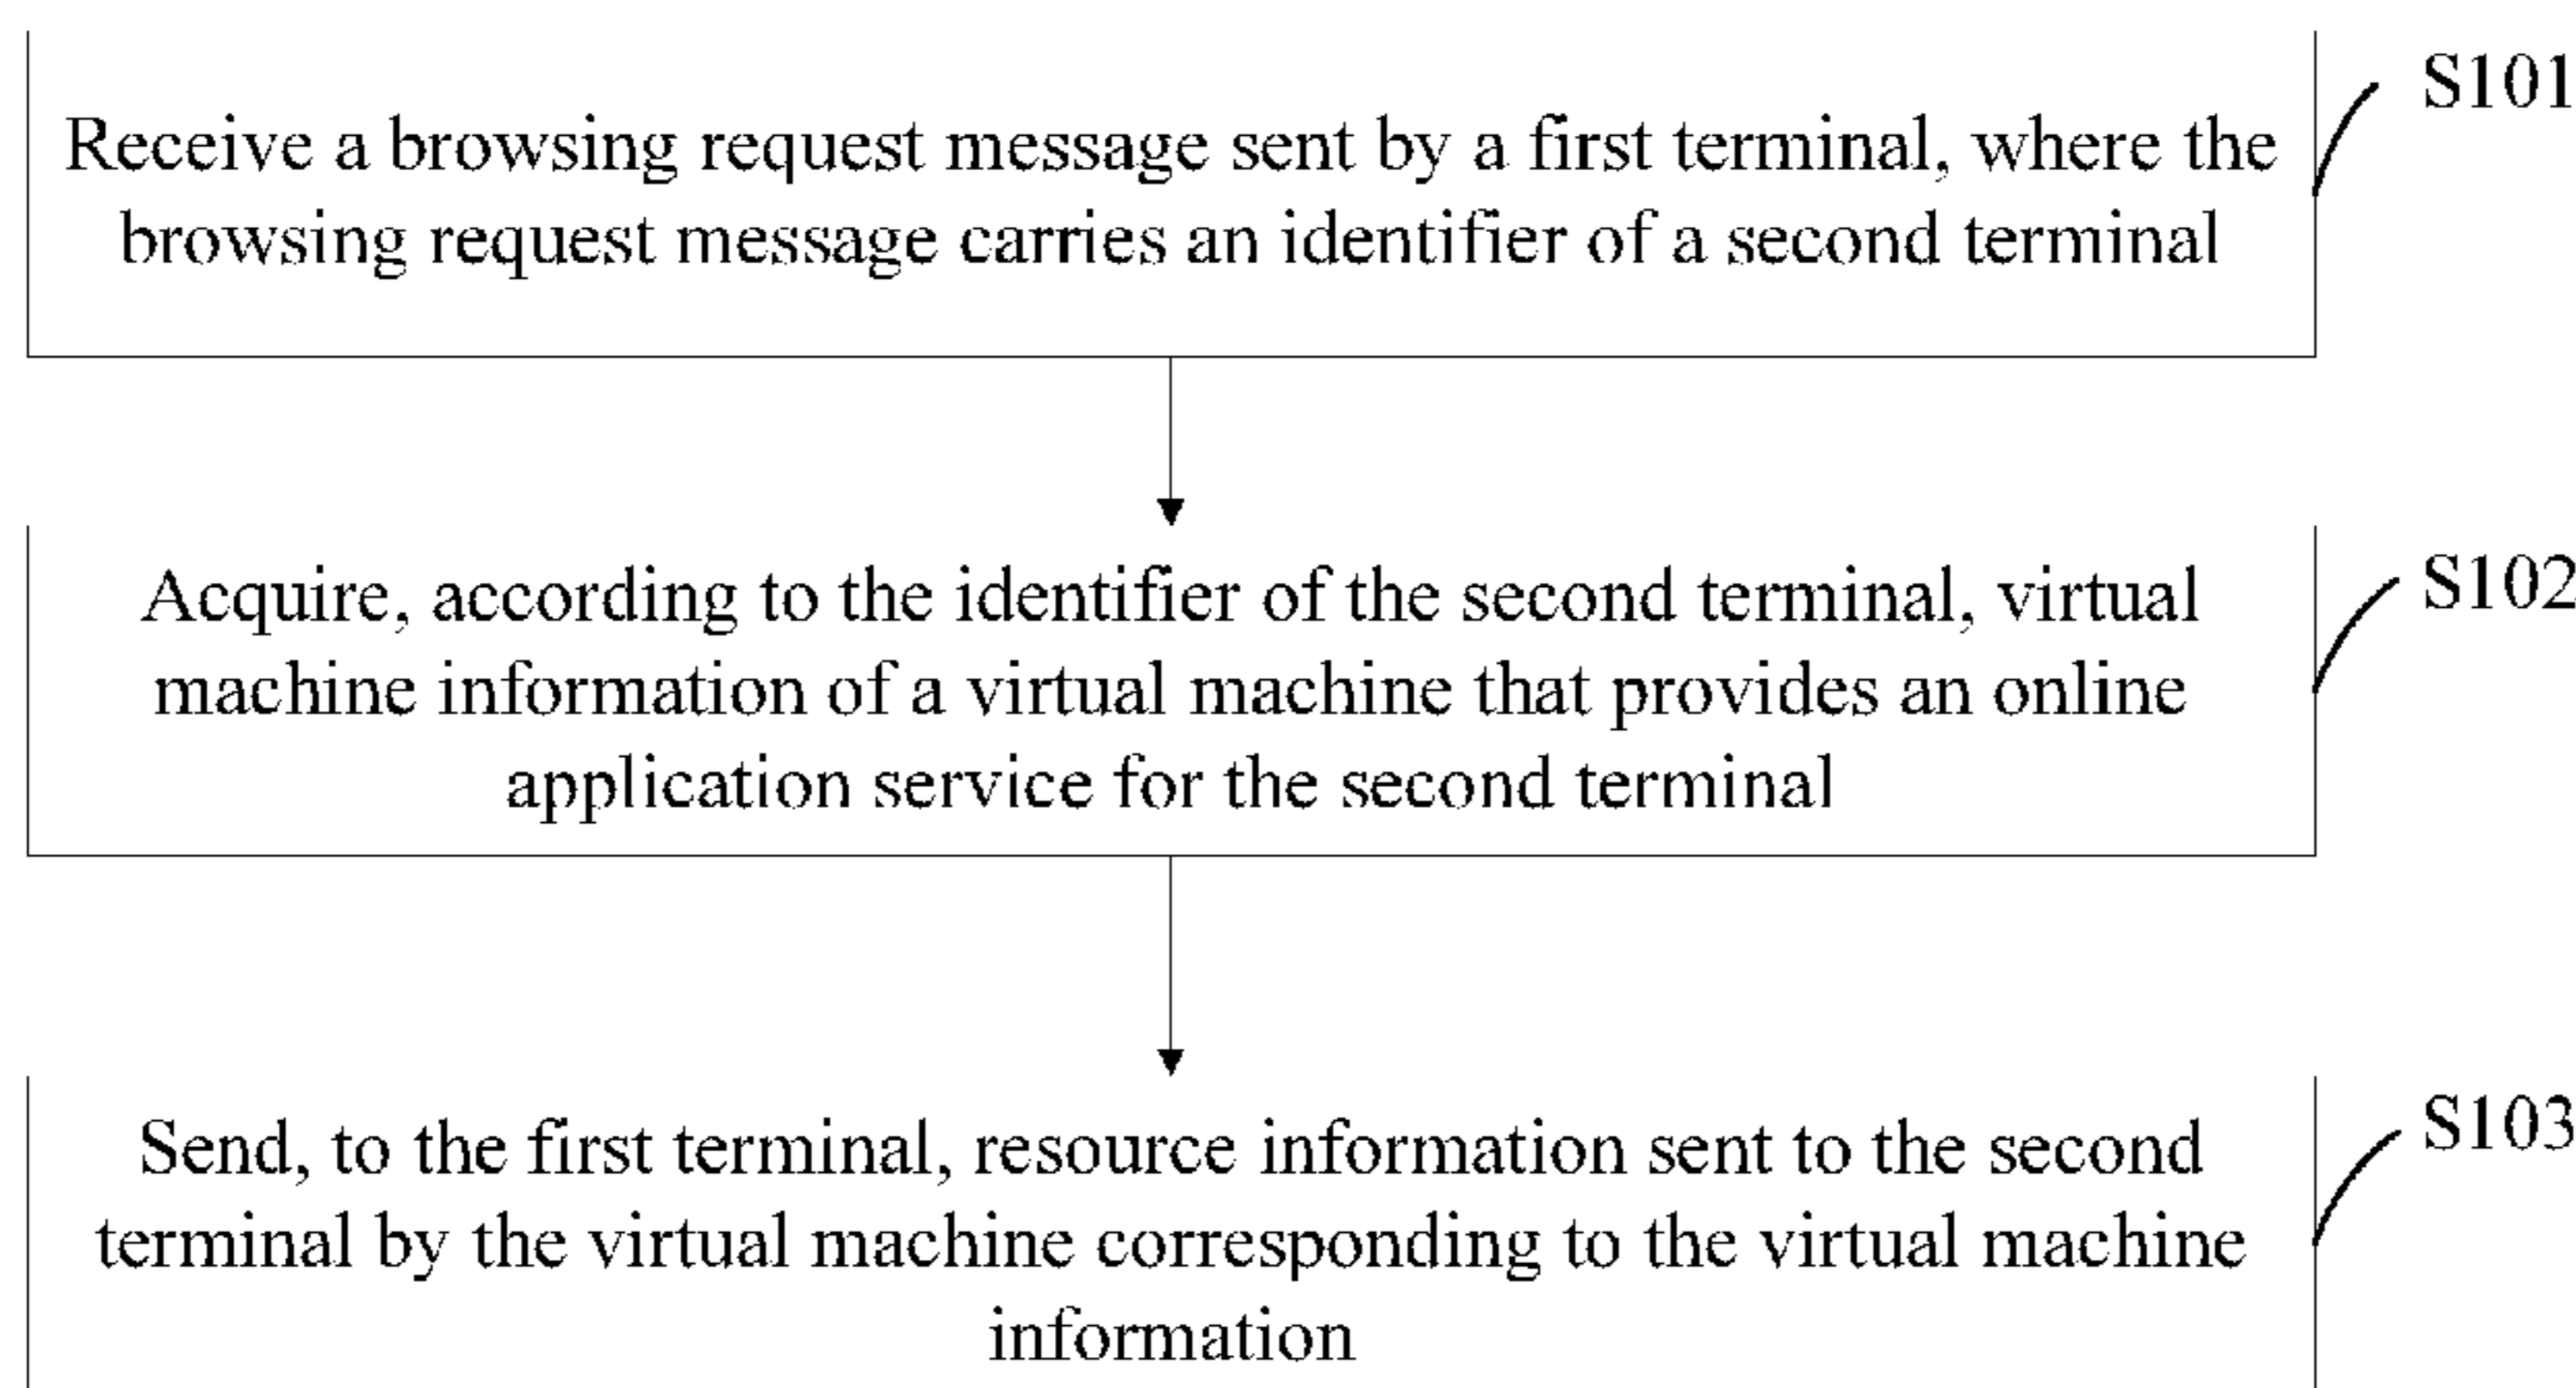 Receive a browsing request message sent by a first terminal, where the
browsing request message carries an identifier of a second terminal
S101
Acquire, according to the identifier of the second terminal, virtual
machine information of a virtual machine that provides an online
application service for the second terminal
S102
Send, to the first terminal, resource information sent to the second
terminal by the virtual machine corresponding to the virtual machine
information
S103